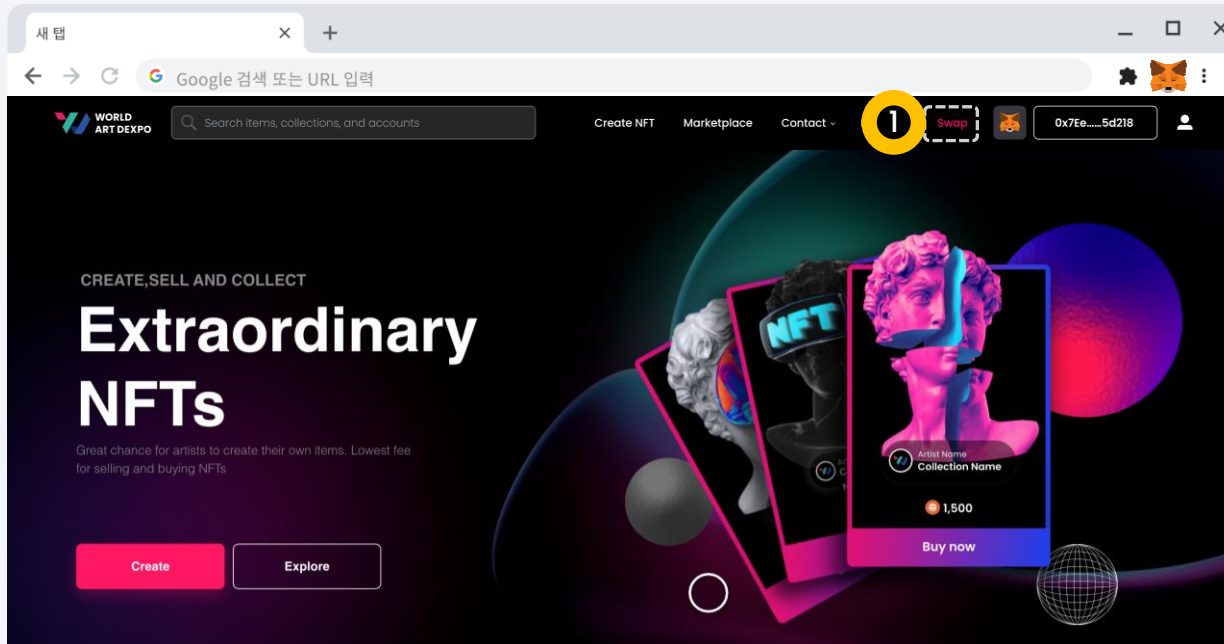 새 탭
Google 검색 또는 URL 입력
WORLD
ART DEXPO
Search items, collections, and accounts
Create NFT
Marketplace
Contact
1
Swap
0x7Ee......5d218
CREATE,SELL AND COLLECT
Extraordinary
NFTs
Great chance for artists to create their own items. Lowest fee
for selling and buying NFTs
Create
Explore
NFT
Artist Name
Collection Name
1,500
Buy now